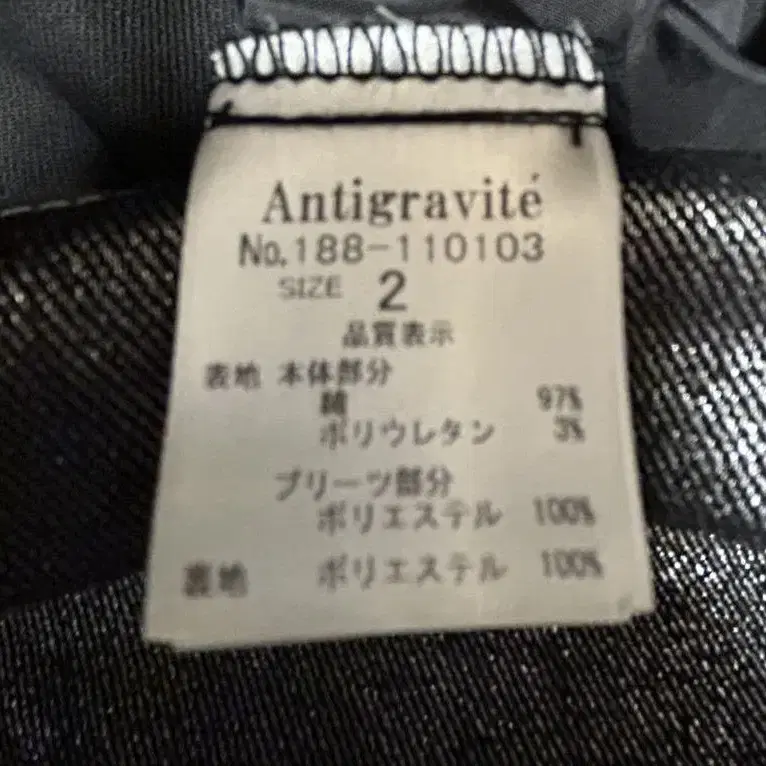 Antigravité
No.188-110103
SIZE 2
品質表示
表地 本体部分
綿 97%
ポリウレタン 3%
プリーツ部分
ポリエステル 100%
裏地 ポリエステル 100%